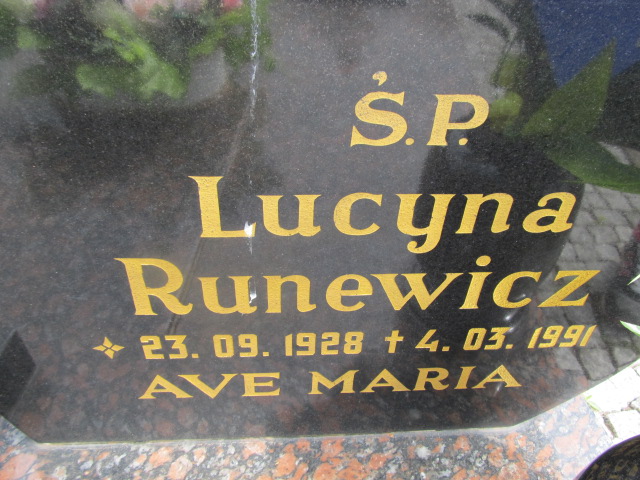 Ś.P.
Lucyna
Runewicz
23.09.1928 † 4.03.1991
AVE MARIA